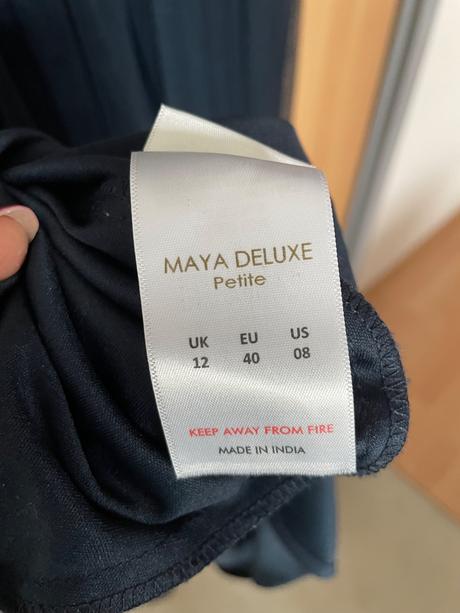 MAYA DELUXE
Petite
UK EU US
12 40 08
KEEP AWAY FROM FIRE
MADE IN INDIA